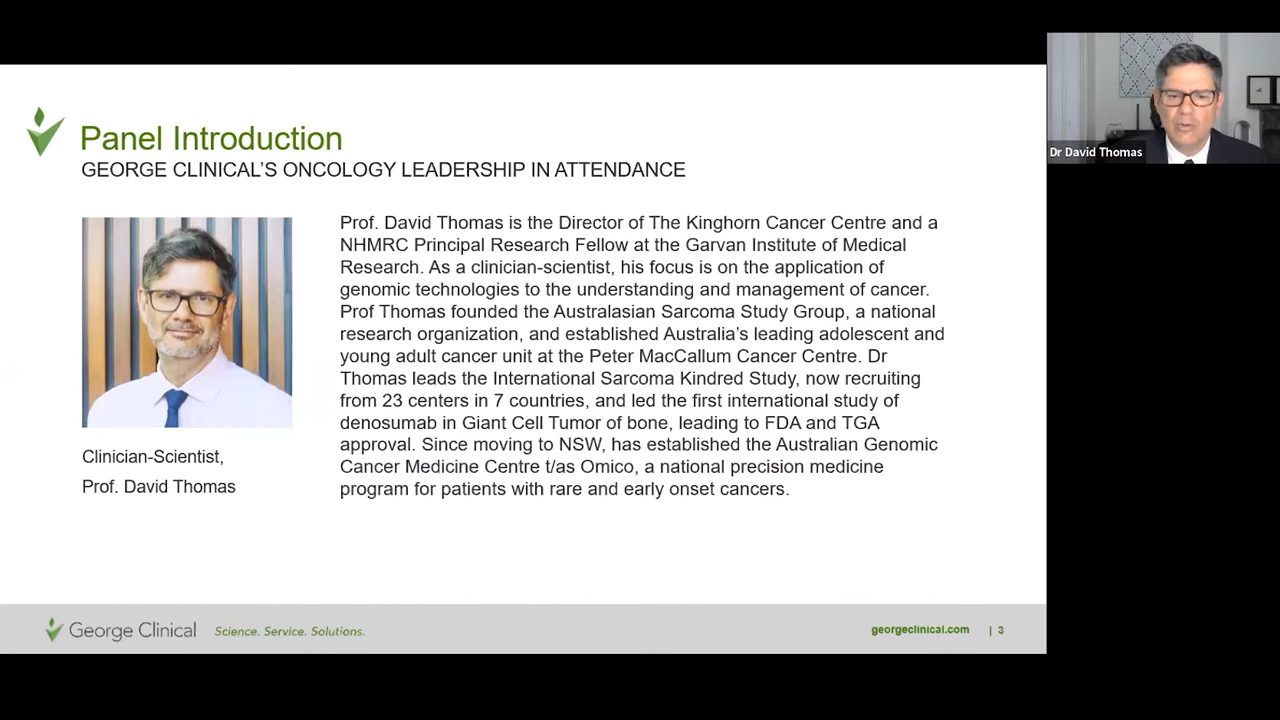 Panel Introduction
GEORGE CLINICAL'S ONCOLOGY LEADERSHIP IN ATTENDANCE
Prof. David Thomas is the Director of The Kinghorn Cancer Centre and a
NHMRC Principal Research Fellow at the Garvan Institute of Medical
Research. As a clinician-scientist, his focus is on the application of
genomic technologies to the understanding and management of cancer.
Prof Thomas founded the Australasian Sarcoma Study Group, a national
research organization, and established Australia's leading adolescent and
young adult cancer unit at the Peter MacCallum Cancer Centre. Dr
Thomas leads the International Sarcoma Kindred Study, now recruiting
from 23 centers in 7 countries, and led the first international study of
denosumab in Giant Cell Tumor of bone, leading to FDA and TGA
approval. Since moving to NSW, has established the Australian Genomic
Cancer Medicine Centre t/as Omico, a national precision medicine
program for patients with rare and early onset cancers.
Clinician-Scientist,
Prof. David Thomas
George Clinical Science. Service. Solutions.
georgeclinical.com | 3
Dr David Thomas